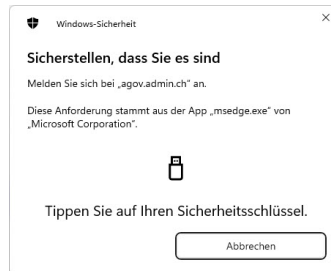 Windows-Sicherheit
Sicherstellen, dass Sie es sind
Melden Sie sich bei „agov.admin.ch“ an.
Diese Anforderung stammt aus der App „msedge.exe“ von
„Microsoft Corporation“.
Tippen Sie auf Ihren Sicherheitsschlüssel.
Abbrechen